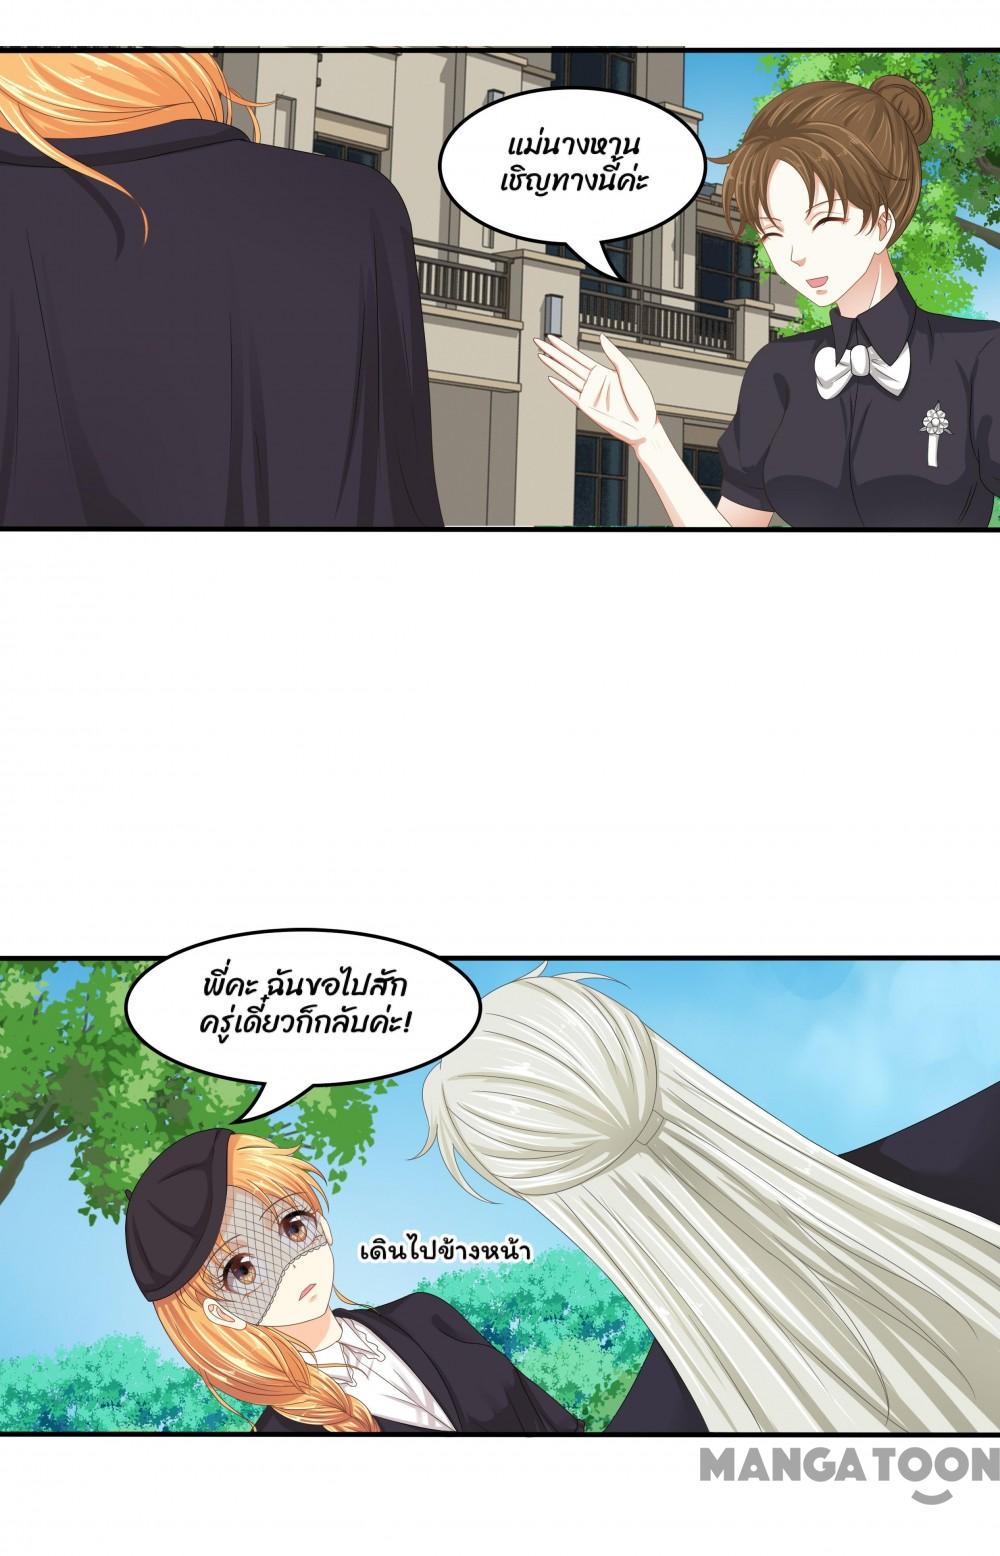 แม่นางหาน
เชิญทางนี้ค่ะ
พี่คะ ฉันขอไปสัก
ครู่เดี๋ยวก็กลับค่ะ!
เดินไปข้างหน้า
MANGATOON